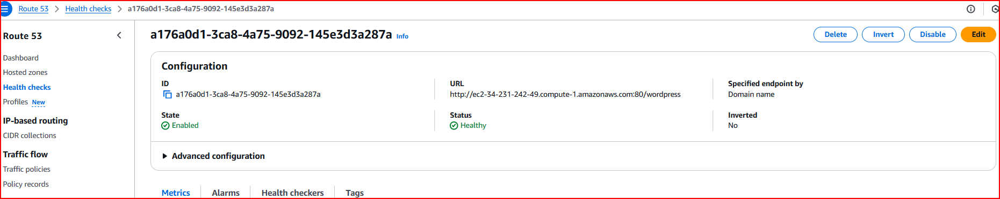 Route 53 > Health checks > a176a0d1-3ca8-4a75-9092-145e3d3a287a
Route 53
Dashboard
Hosted zones
Health checks
Profiles New
IP-based routing
CIDR collections
Traffic flow
Traffic policies
Policy records
a176a0d1-3ca8-4a75-9092-145e3d3a287a Info
Delete Invert Disable Edit
Configuration
ID
a176a0d1-3ca8-4a75-9092-145e3d3a287a
URL
http://ec2-34-231-242-49.compute-1.amazonaws.com:80/wordpress
Specified endpoint by
Domain name
State
Enabled
Status
Healthy
Inverted
No
Advanced configuration
Metrics Alarms Health checkers Tags